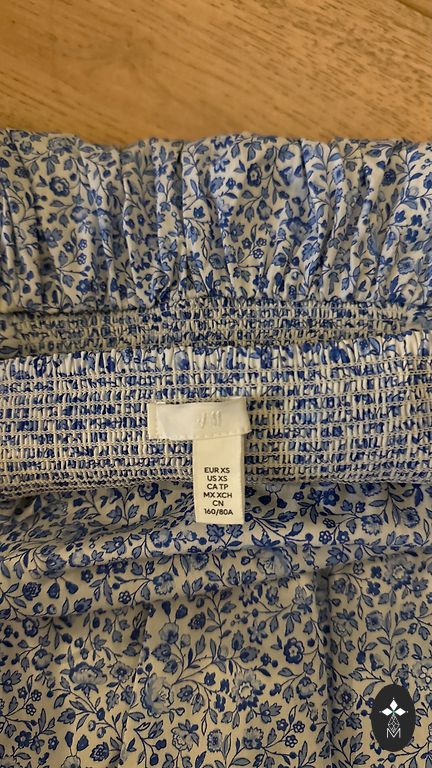 EUR XS
US XS
CA TP
MX XCH
CN
160/80A